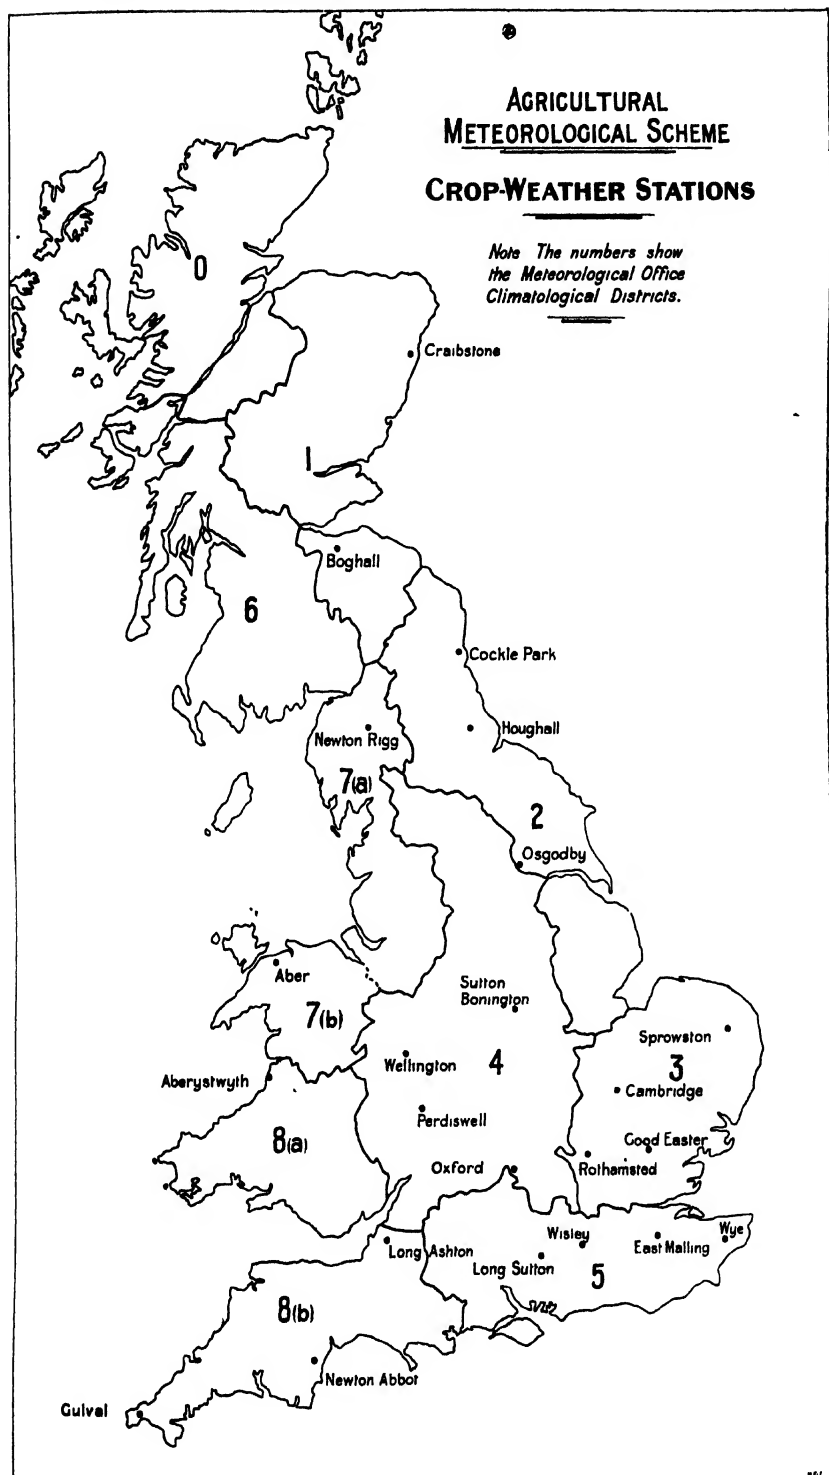 AGRICULTURAL
METEOROLOGICAL SCHEME
CROP-WEATHER STATIONS
Note The numbers show
the Meteorological Office
Climatological Districts.
0
Craibstone
1
Boghall
6
Cockle Park
Newton Rigg
Houghall
7(a)
2
Osgodby
Aber
Sutton
Bonington
7(b)
Sprowston
Wellington
4
3
Aberystwyth
Cambridge
Perdiswell
8(a)
Good Easter
Oxford
Rothamsted
Wye
Wisley
Long Ashton
East Malling
Long Sutton
5
8(b)
Newton Abbot
Gulval